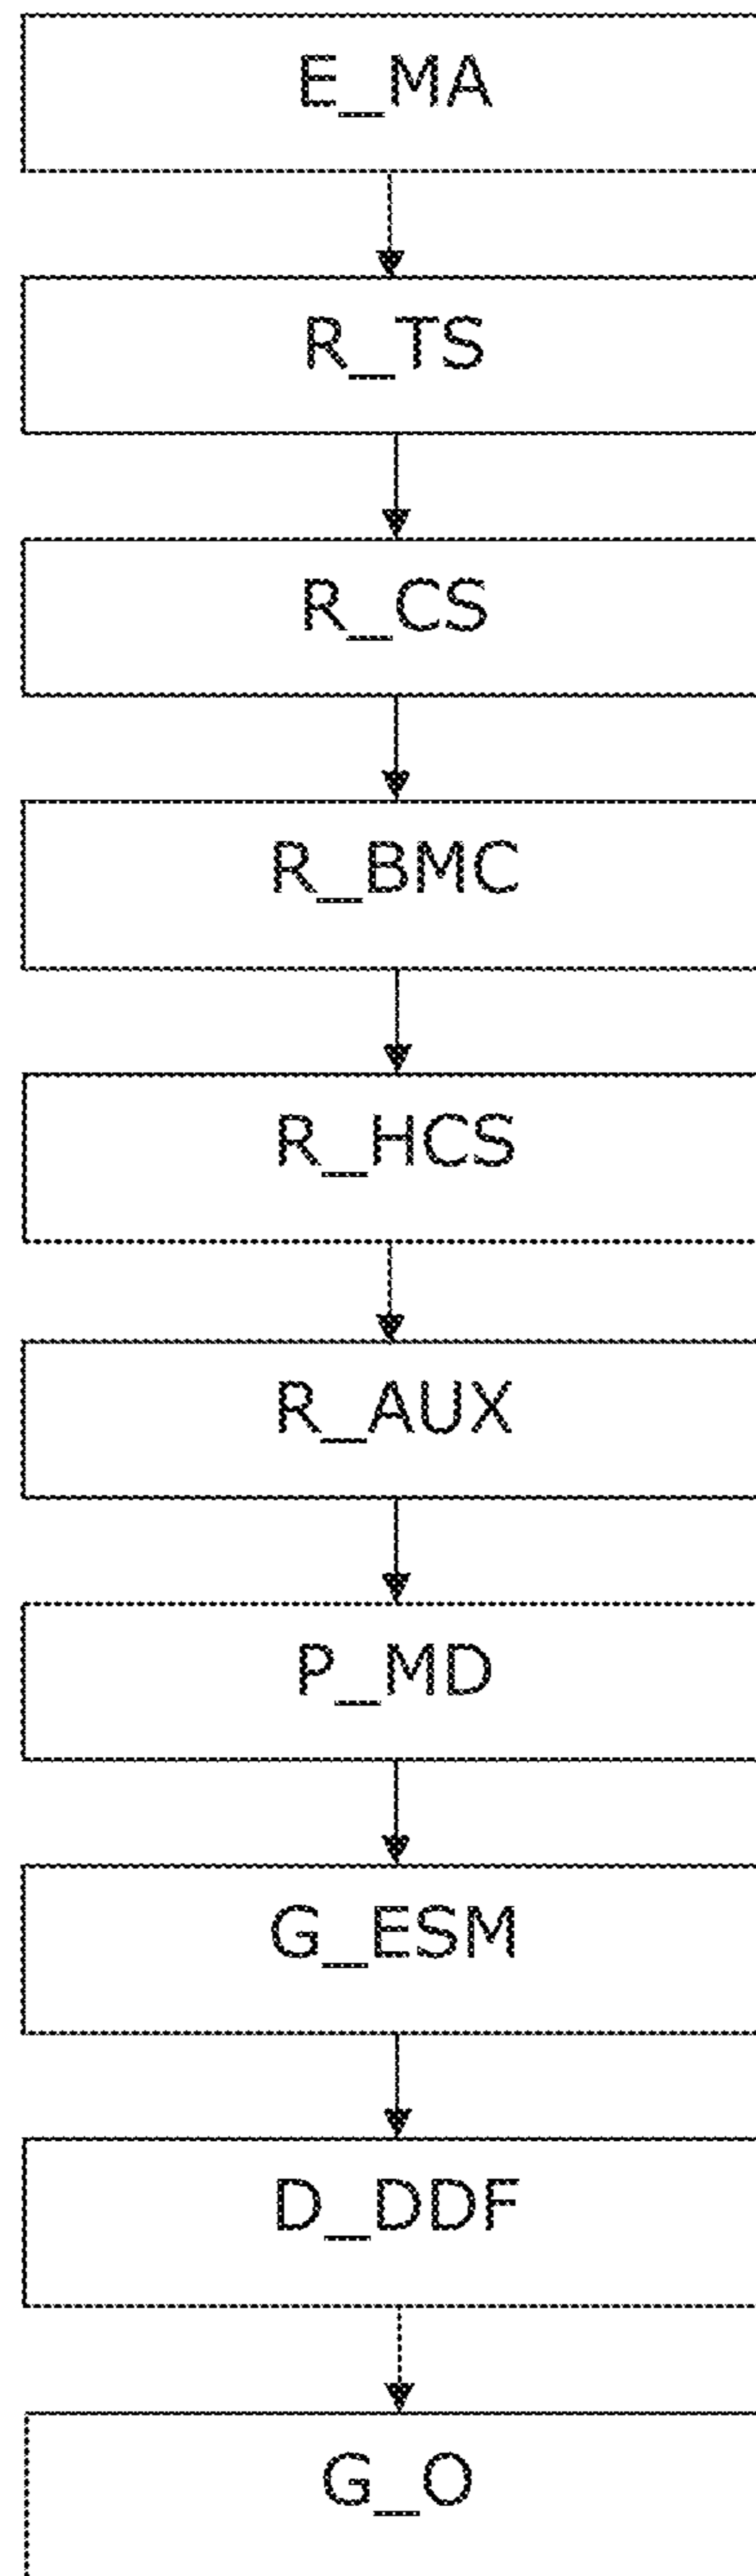 E_MA
R_TS
R_CS
R_BMC
R_HCS
R_AUX
P_MD
G_ESM
D_DDF
G_O